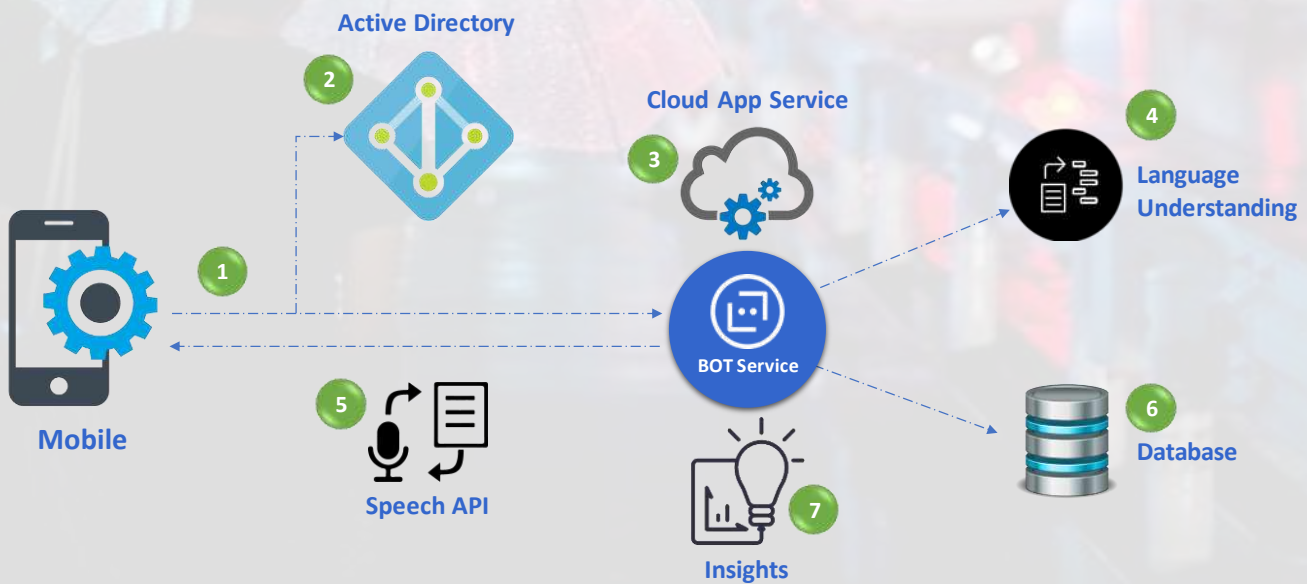 Active Directory
2
Cloud App Service
3
4
Language
Understanding
1
BOT Service
Mobile
5
Speech API
6
Database
7
Insights